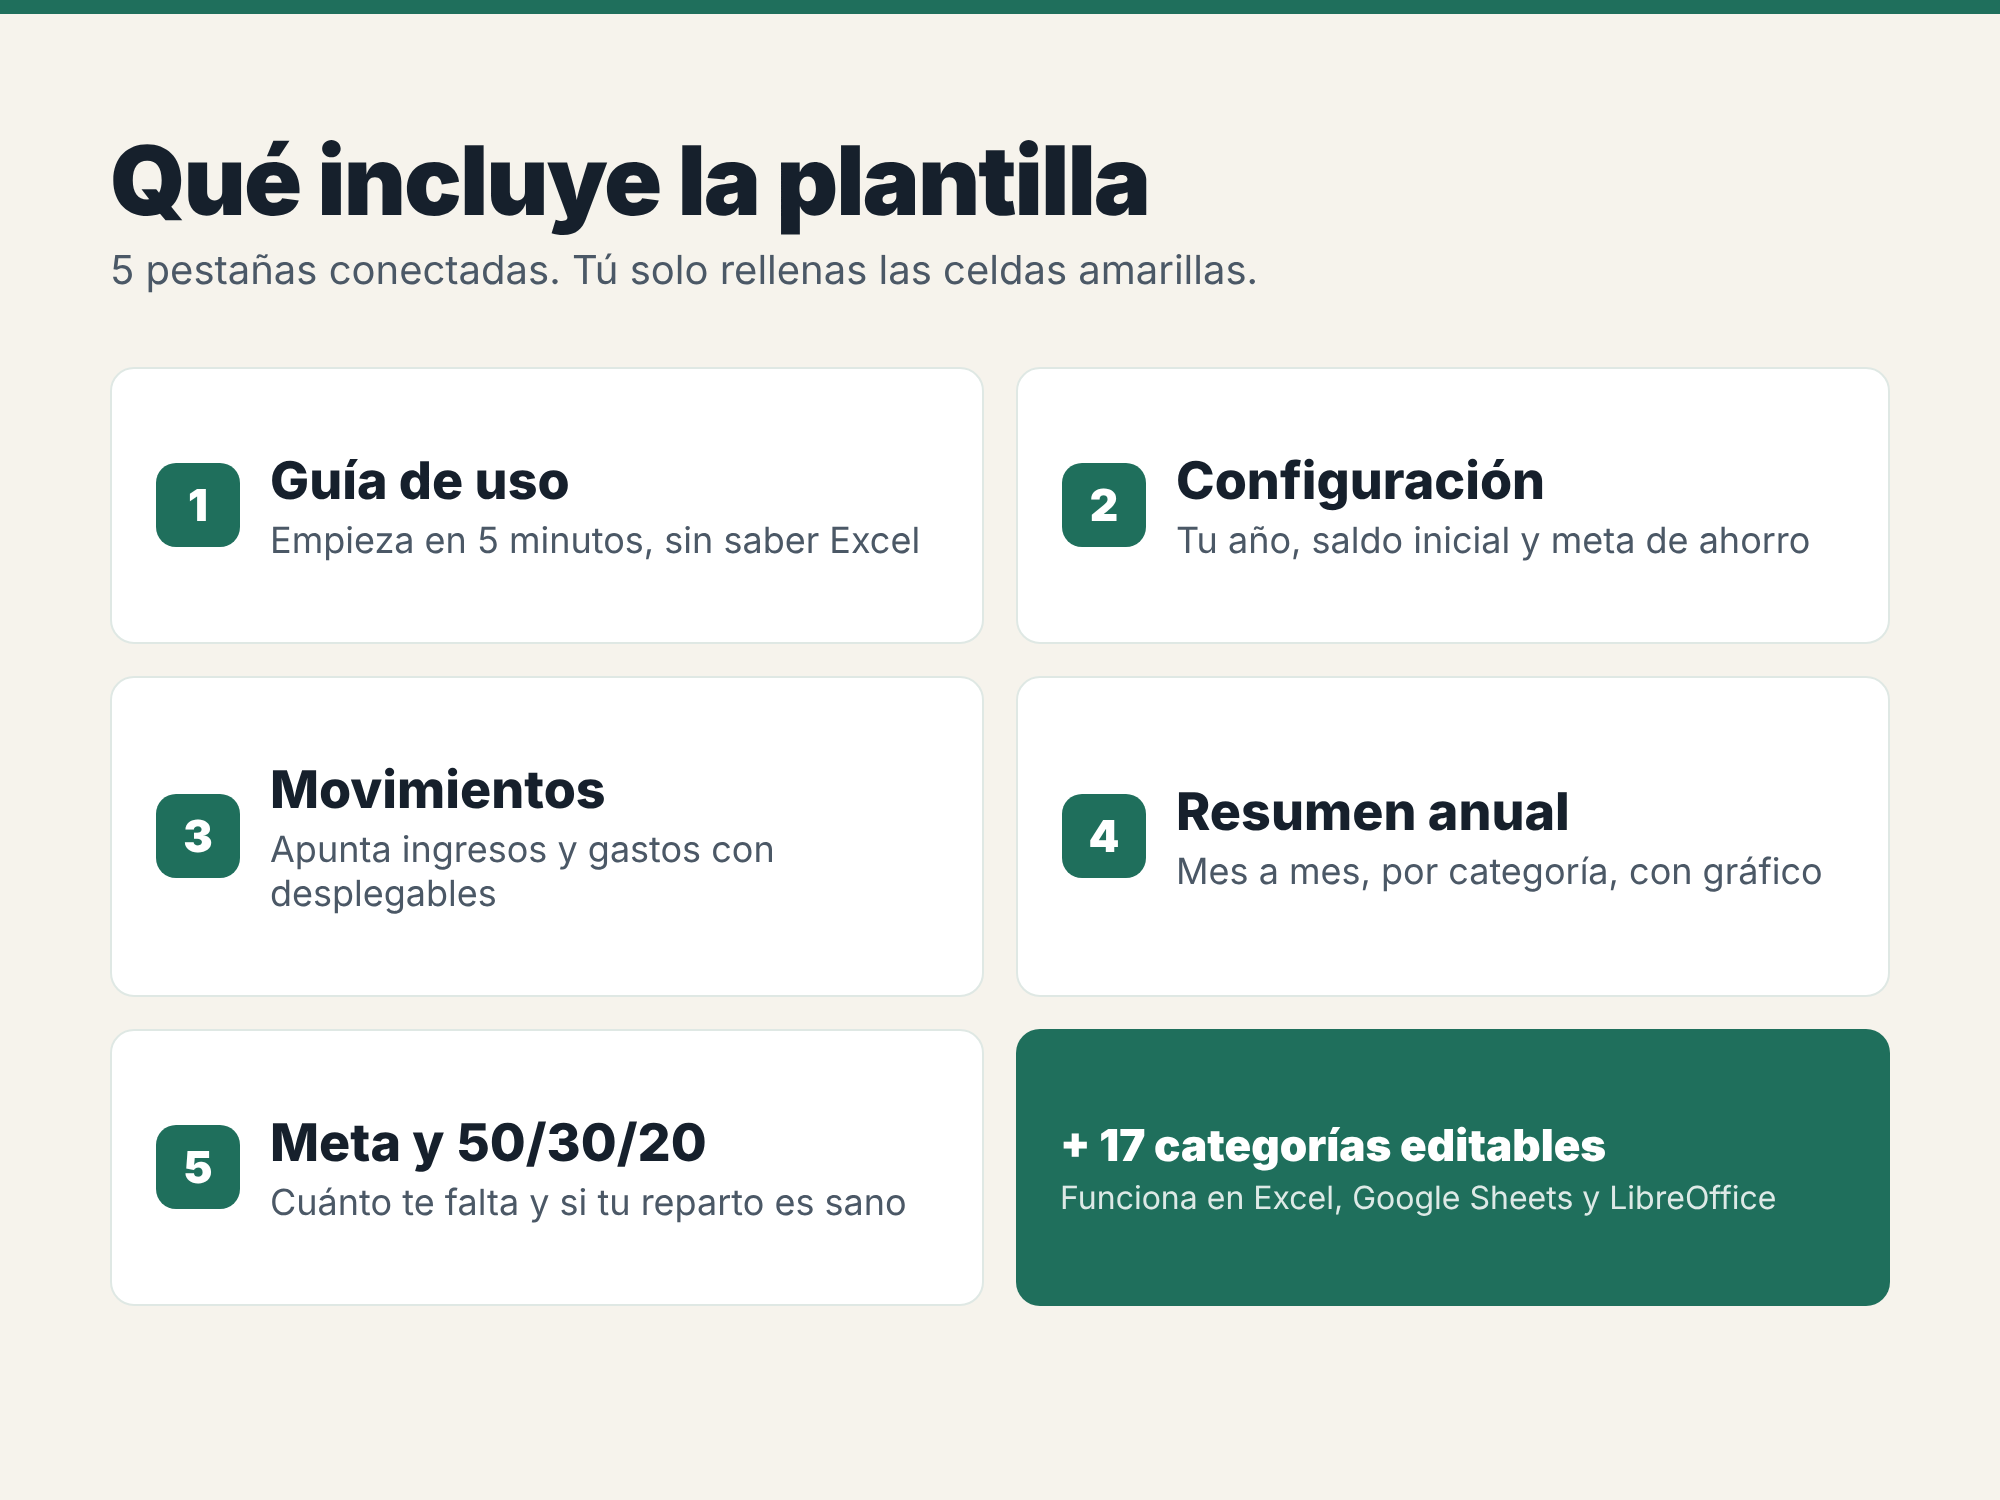 Qué incluye la plantilla
5 pestañas conectadas. Tú solo rellenas las celdas amarillas.
1
Guía de uso
Empieza en 5 minutos, sin saber Excel
2
Configuración
Tu año, saldo inicial y meta de ahorro
3
Movimientos
Apunta ingresos y gastos con
desplegables
4
Resumen anual
Mes a mes, por categoría, con gráfico
5
Meta y 50/30/20
Cuánto te falta y si tu reparto es sano
+ 17 categorías editables
Funciona en Excel, Google Sheets y LibreOffice